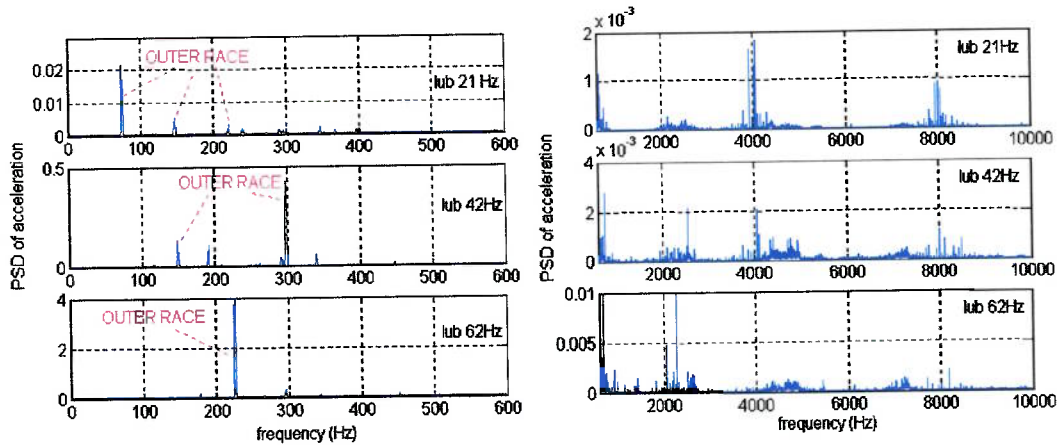 OUTER RACE
lub 21 Hz
0.02
0.01
0
0 100 200 300 400 500 600
PSD of acceleration
0.5
OUTER RACE
lub 42Hz
0
0 100 200 300 400 500 600
4
OUTER RACE
lub 62Hz
2
0
0 100 200 300 400 500 600
frequency (Hz)
2 x 10-3
lub 21Hz
1
0
2000 4000 6000 8000 10000
PSD of acceleration
4 x 10-3
lub 42Hz
2
0
2000 4000 6000 8000 10000
0.01
lub 62Hz
0.005
0
2000 4000 6000 8000 10000
frequency (Hz)